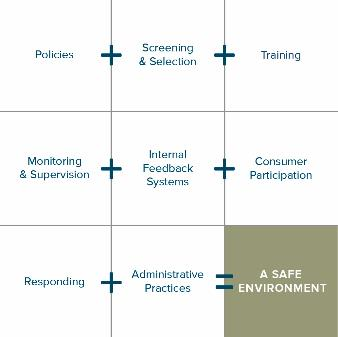 Policies + Screening & Selection + Training
Monitoring & Supervision + Internal Feedback Systems + Consumer Participation
Responding + Administrative Practices = A SAFE ENVIRONMENT